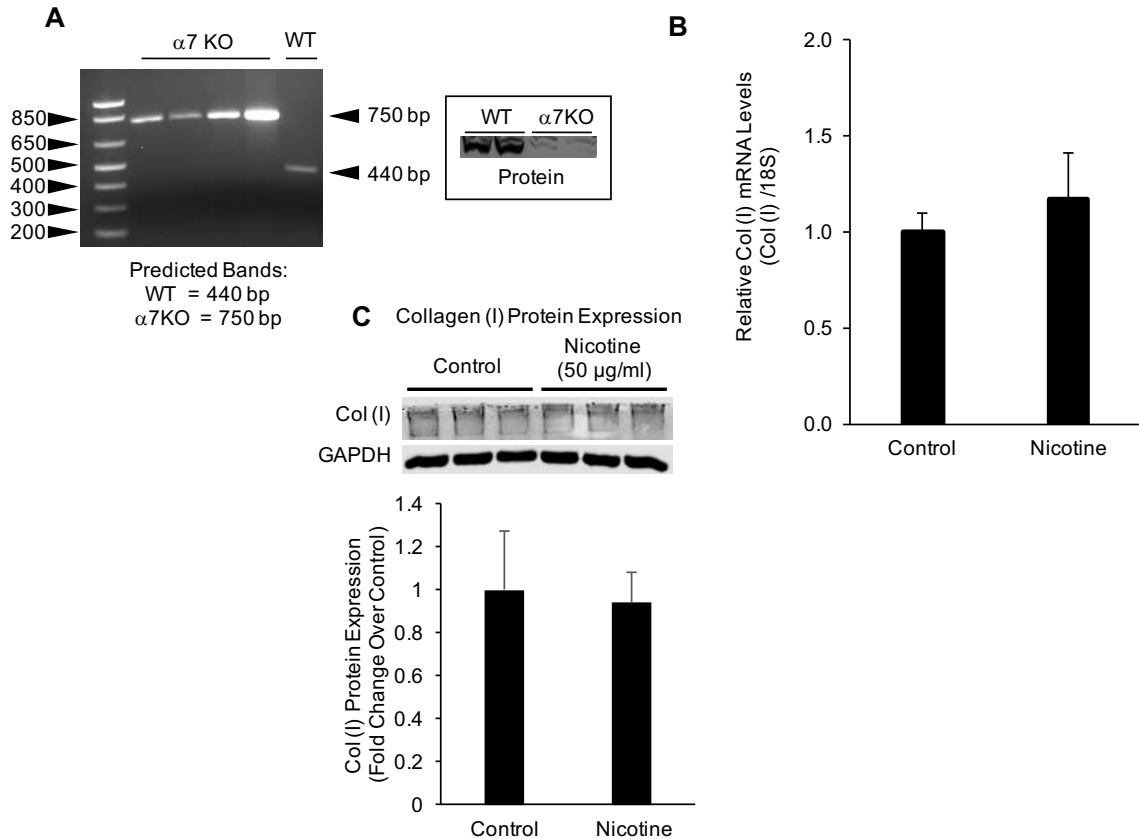 A
α7 KO
WT
850
650
500
400
300
200
750 bp
440 bp
WT
α7KO
Protein
Predicted Bands:
WT = 440 bp
α7KO = 750 bp
B
Relative Col (I) mRNA Levels
(Col (I) /18S)
2.0
1.5
1.0
0.5
0.0
Control
Nicotine
C
Collagen (I) Protein Expression
Control
Nicotine
(50 µg/ml)
Col (I)
GAPDH
Col (I) Protein Expression
(Fold Change Over Control)
1.4
1.2
1
0.8
0.6
0.4
0.2
0
Control
Nicotine